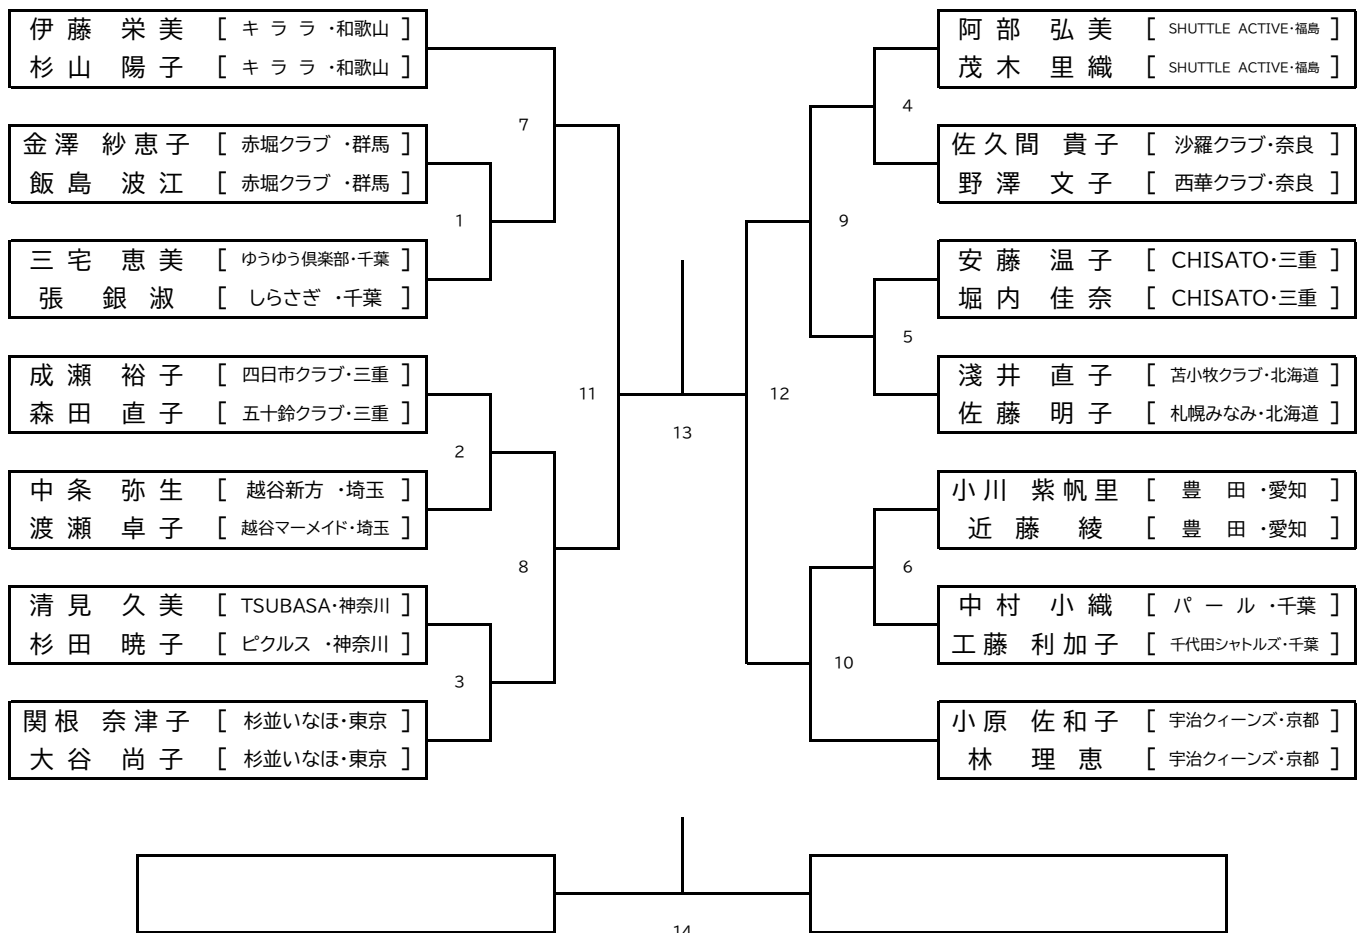 伊藤 栄美 [ キララ ・和歌山 ]
杉山 陽子 [ キララ ・和歌山 ]
7
金澤 紗恵子 [ 赤堀クラブ ・群馬 ]
飯島 波江 [ 赤堀クラブ ・群馬 ]
1
三宅 恵美 [ ゆうゆう倶楽部・千葉 ]
張 銀淑 [ しらさぎ ・千葉 ]
成瀬 裕子 [ 四日市クラブ・三重 ]
森田 直子 [ 五十鈴クラブ・三重 ]
11
2
中条 弥生 [ 越谷新方 ・埼玉 ]
渡瀬 卓子 [ 越谷マーメイド・埼玉 ]
8
清見 久美 [ TSUBASA・神奈川 ]
杉田 暁子 [ ピクルス ・神奈川 ]
3
関根 奈津子 [ 杉並いなほ・東京 ]
大谷 尚子 [ 杉並いなほ・東京 ]
13
阿部 弘美 [ SHUTTLE ACTIVE・福島 ]
茂木 里織 [ SHUTTLE ACTIVE・福島 ]
4
佐久間 貴子 [ 沙羅クラブ・奈良 ]
野澤 文子 [ 西華クラブ・奈良 ]
9
安藤 温子 [ CHISATO・三重 ]
堀内 佳奈 [ CHISATO・三重 ]
5
淺井 直子 [ 苫小牧クラブ・北海道 ]
佐藤 明子 [ 札幌みなみ・北海道 ]
12
小川 紫帆里 [ 豊田 ・愛知 ]
近藤 綾 [ 豊田 ・愛知 ]
6
中村 小織 [ パール ・千葉 ]
工藤 利加子 [ 千代田シャトルズ・千葉 ]
10
小原 佐和子 [ 宇治クィーンズ・京都 ]
林 理恵 [ 宇治クィーンズ・京都 ]
14